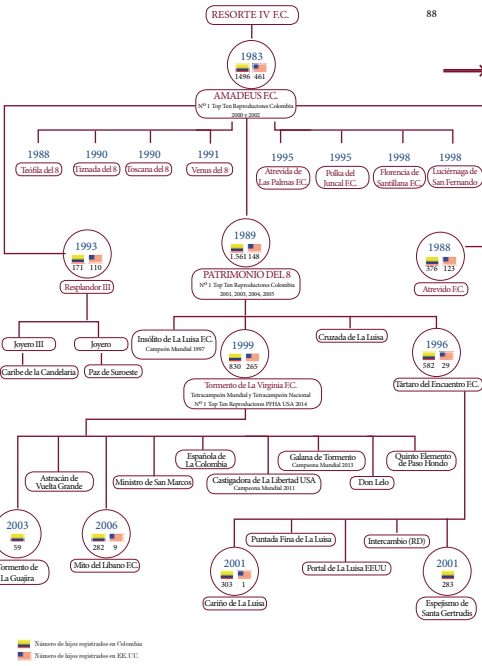 RESORTE IV F.C.
88
1983
1496 461
AMADEUS F.C.
Nº 1 Top Ten Reproductores Colombia
2000 y 2002
1988
Teófila del 8
1990
Tiznada del 8
1990
Toscana del 8
1991
Venus del 8
1995
Atrevida de
Las Palmas F.C.
1995
Polka del
Juncal F.C.
1998
Florencia de
Santillana F.C.
1998
Luciérnaga de
San Fernando
1993
171 110
Resplandor III
1989
1.561 148
PATRIMONIO DEL 8
Nº 1 Top Ten Reproductores Colombia
2001, 2003, 2004, 2005
1988
376 123
Atrevido F.C.
Joyero III
Joyero
Caribe de la Candelaria
Paz de Suroeste
Insólito de La Luisa F.C.
Campeón Mundial 1997
1999
830 265
Tormento de La Virginia F.C.
Tetracampeón Mundial y Tetracampeón Nacional
Nº 1 Top Ten Reproductores PFHA USA 2014
Cruzada de La Luisa
1996
582 29
Tártaro del Encuentro F.C.
Astracán de
Vuelta Grande
Ministro de San Marcos
Española de
La Colombia
Castigadora de La Libertad USA
Campeona Mundial 2011
Galana de Tormento
Campeona Mundial 2013
Don Lelo
Quinto Elemento
de Paso Hondo
2003
59
Tormento de
La Guajira
2006
282 9
Mito del Líbano F.C.
2001
303 1
Cariño de La Luisa
Puntada Fina de La Luisa
Portal de La Luisa EEUU
Intercambio (RD)
2001
283
Espejismo de
Santa Gertrudis
Número de hijos registrados en Colombia
Número de hijos registrados en EE.UU.